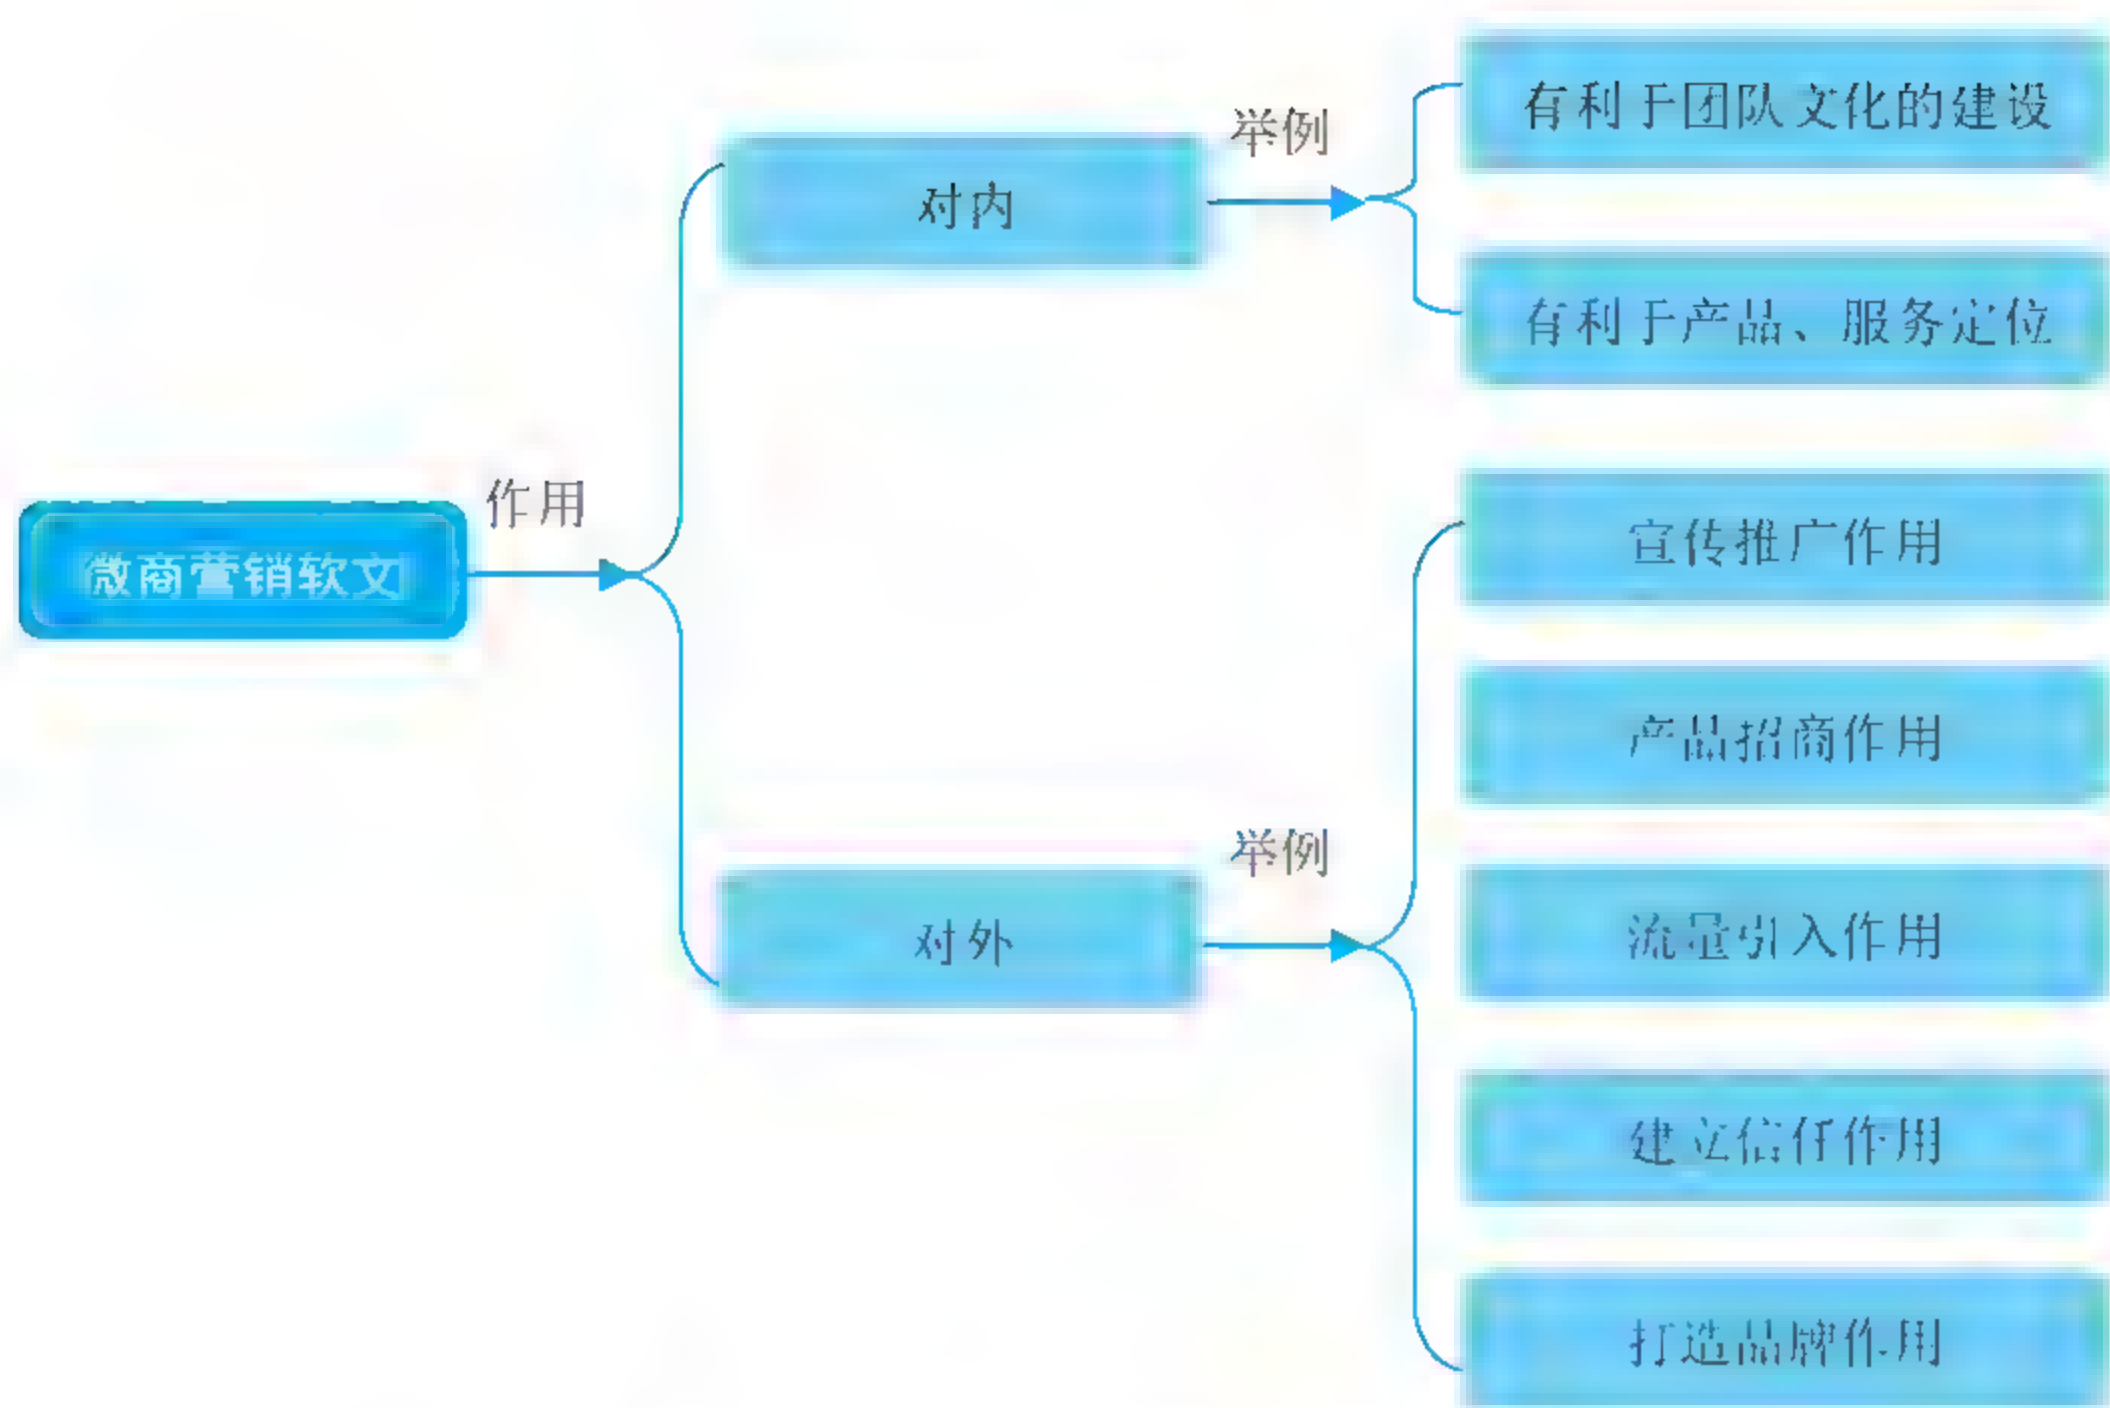 微商营销软文
作用
对内
举例
有利于团队文化的建设
有利于产品、服务定位
对外
举例
宣传推广作用
产品招商作用
流量引入作用
建立信任作用
打造品牌作用